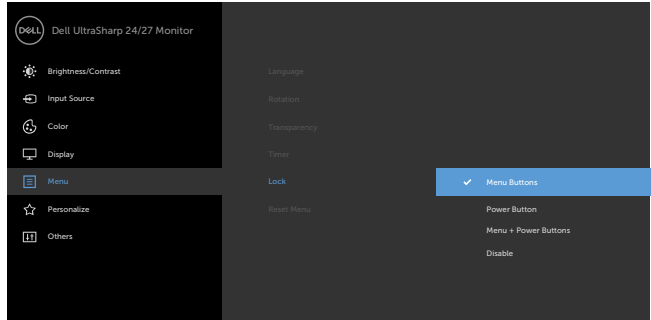 DELL Dell UltraSharp 24/27 Monitor
Brightness/Contrast Language
Input Source Rotation
Color Transparency
Display Timer
Menu Lock Menu Buttons
Personalize Reset Menu Power Button
Menu + Power Buttons
Others
Disable